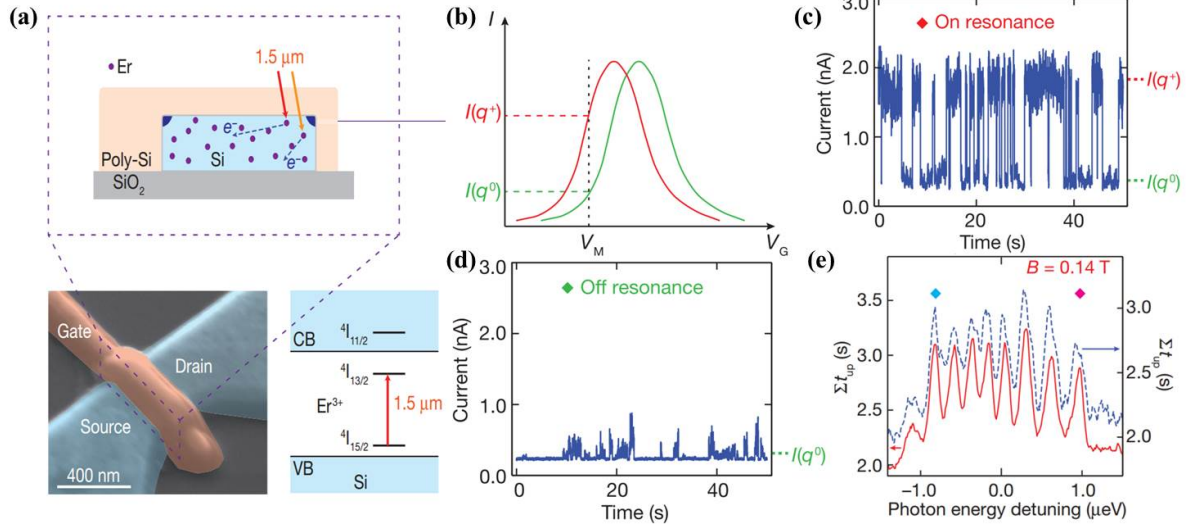 (a)
Er
1.5 μm
e⁻
Si
e⁻
Poly-Si
SiO₂
Gate
Drain
Source
400 nm
CB
⁴I₁₁/₂
⁴I₁₃/₂
Er³⁺
1.5 μm
⁴I₁₅/₂
VB
Si
(b)
I
I(q⁺)
I(q⁰)
V_M
V_G
(c)
On resonance
3.0
2.0
1.0
0.0
Current (nA)
I(q⁺)
I(q⁰)
0
20
40
Time (s)
(d)
Off resonance
3.0
2.0
1.0
0.0
Current (nA)
I(q⁰)
0
20
40
Time (s)
(e)
B = 0.14 T
3.5
3.0
2.5
2.0
Σt_up (s)
3.0
2.5
2.0
Σt_up (s)
−1.0
0.0
1.0
Photon energy detuning (μeV)